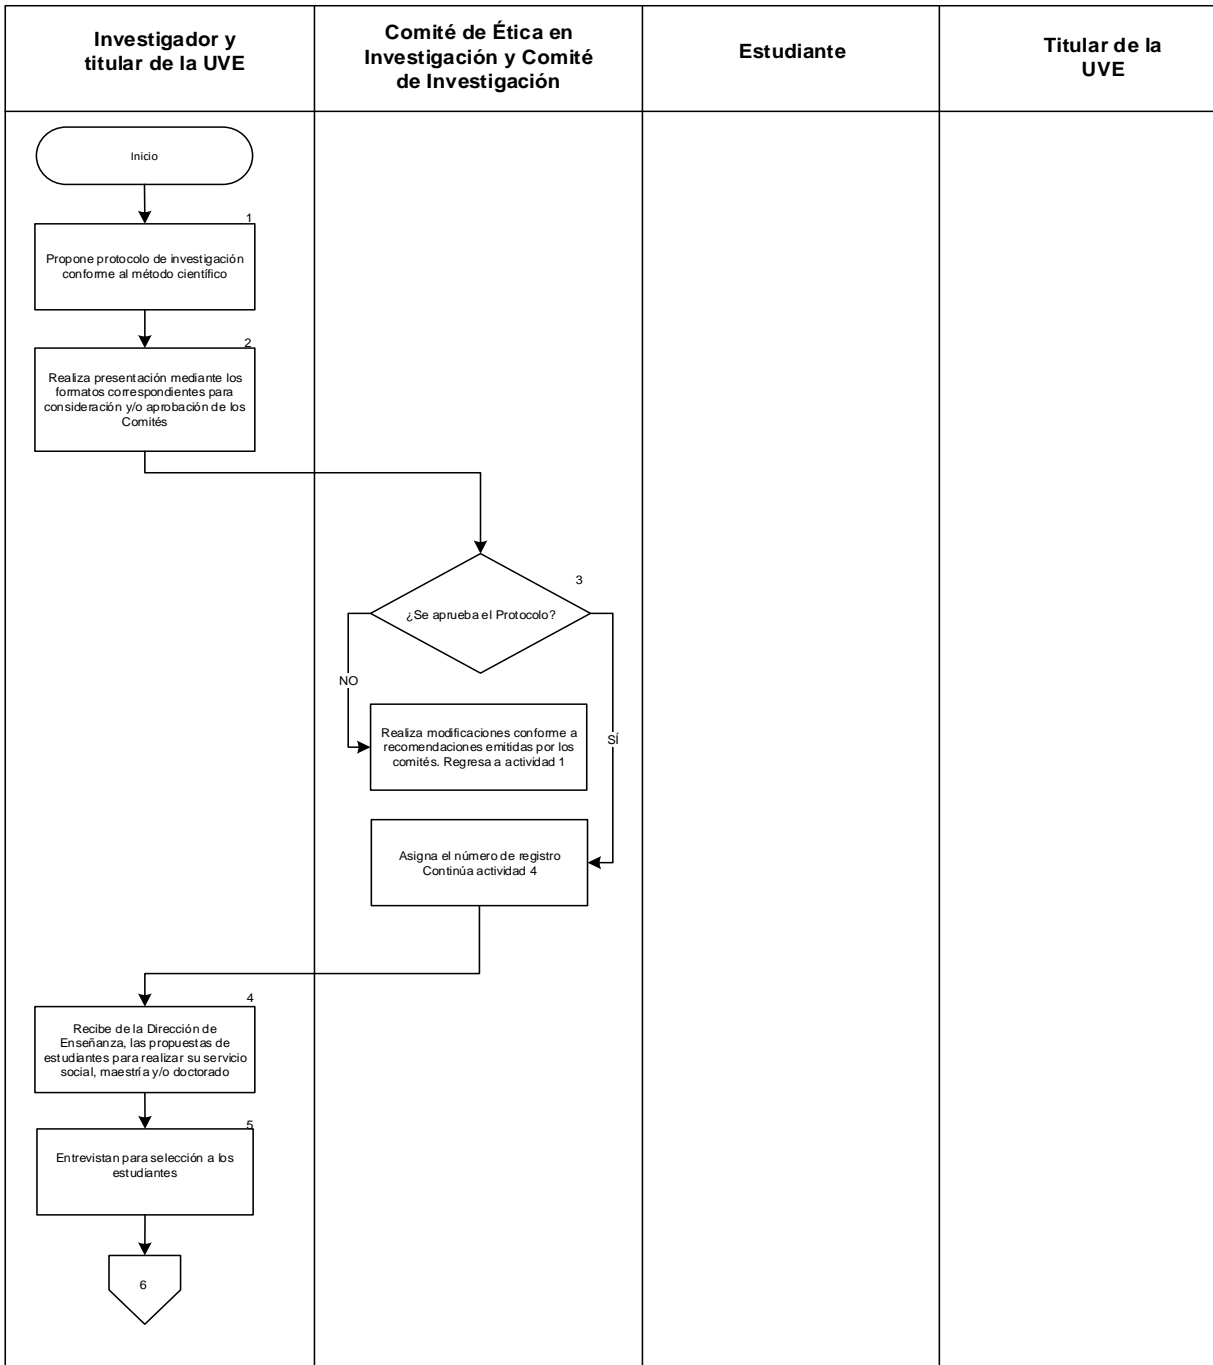 Investigador y
titular de la UVE
Comité de Ética en
Investigación y Comité
de Investigación
Estudiante
Titular de la
UVE
Inicio
1
Propone protocolo de investigación
conforme al método científico
2
Realiza presentación mediante los
formatos correspondientes para
consideración y/o aprobación de los
Comités
3
¿Se aprueba el Protocolo?
NO
SÍ
Realiza modificaciones conforme a
recomendaciones emitidas por los
comités. Regresa a actividad 1
Asigna el número de registro
Continúa actividad 4
4
Recibe de la Dirección de
Enseñanza, las propuestas de
estudiantes para realizar su servicio
social, maestría y/o doctorado
5
Entrevistan para selección a los
estudiantes
6